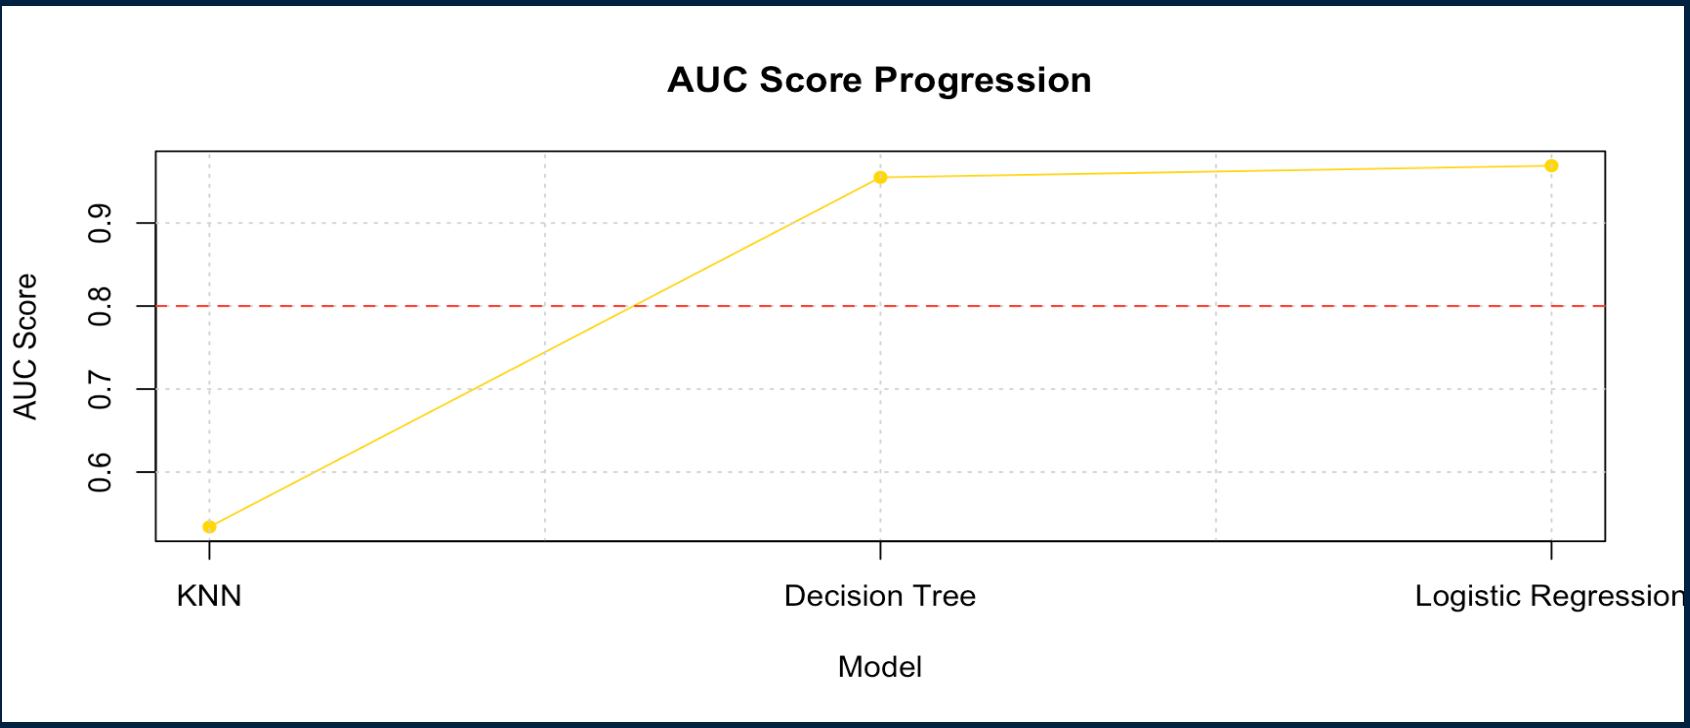 AUC Score Progression
AUC Score
0.9
0.8
0.7
0.6
KNN
Decision Tree
Logistic Regression
Model